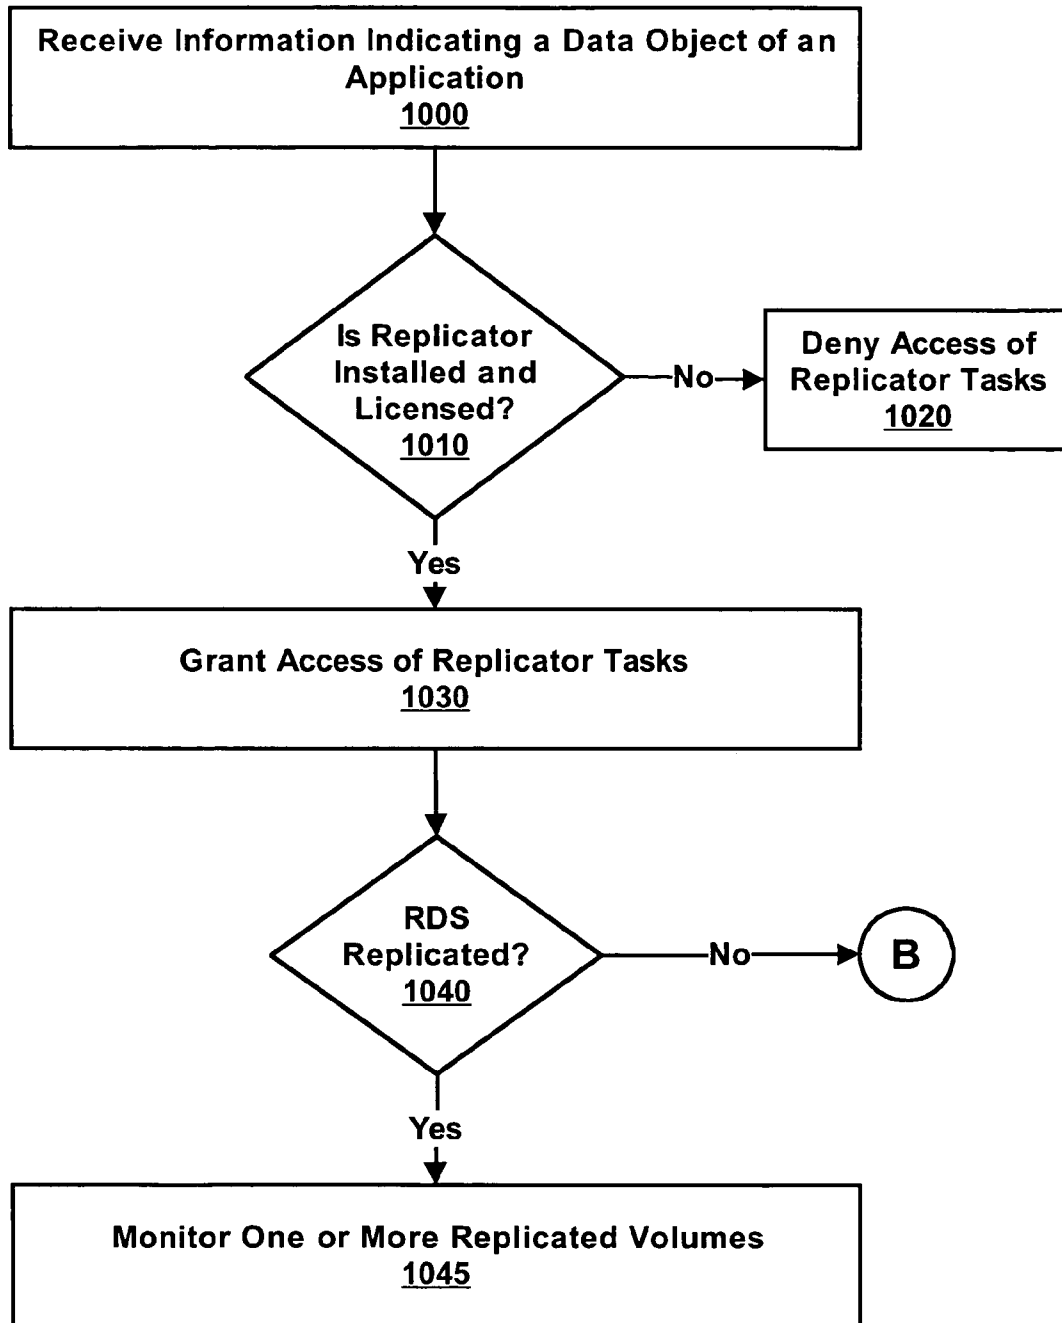 Receive Information Indicating a Data Object of an
Application
1000
Is Replicator
Installed and
Licensed?
1010
No
Deny Access of
Replicator Tasks
1020
Yes
Grant Access of Replicator Tasks
1030
RDS
Replicated?
1040
No
B
Yes
Monitor One or More Replicated Volumes
1045